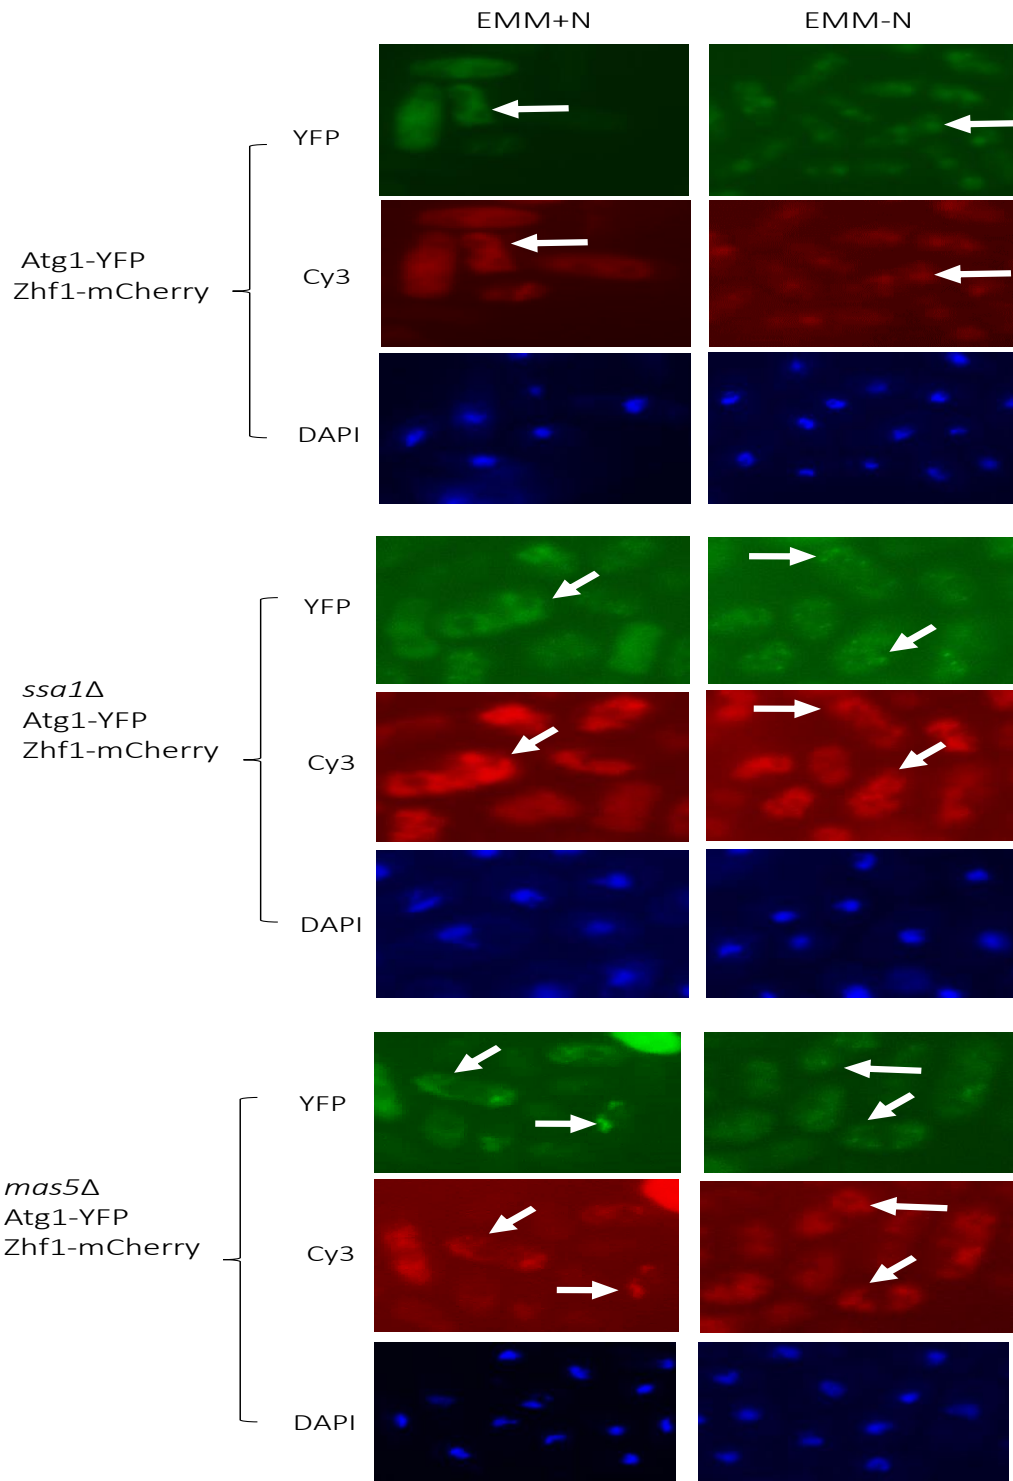 EMM+N
EMM-N
YFP
Atg1-YFP
Zhf1-mCherry
Cy3
DAPI
YFP
ssa1Δ
Atg1-YFP
Zhf1-mCherry
Cy3
DAPI
YFP
mas5Δ
Atg1-YFP
Zhf1-mCherry
Cy3
DAPI